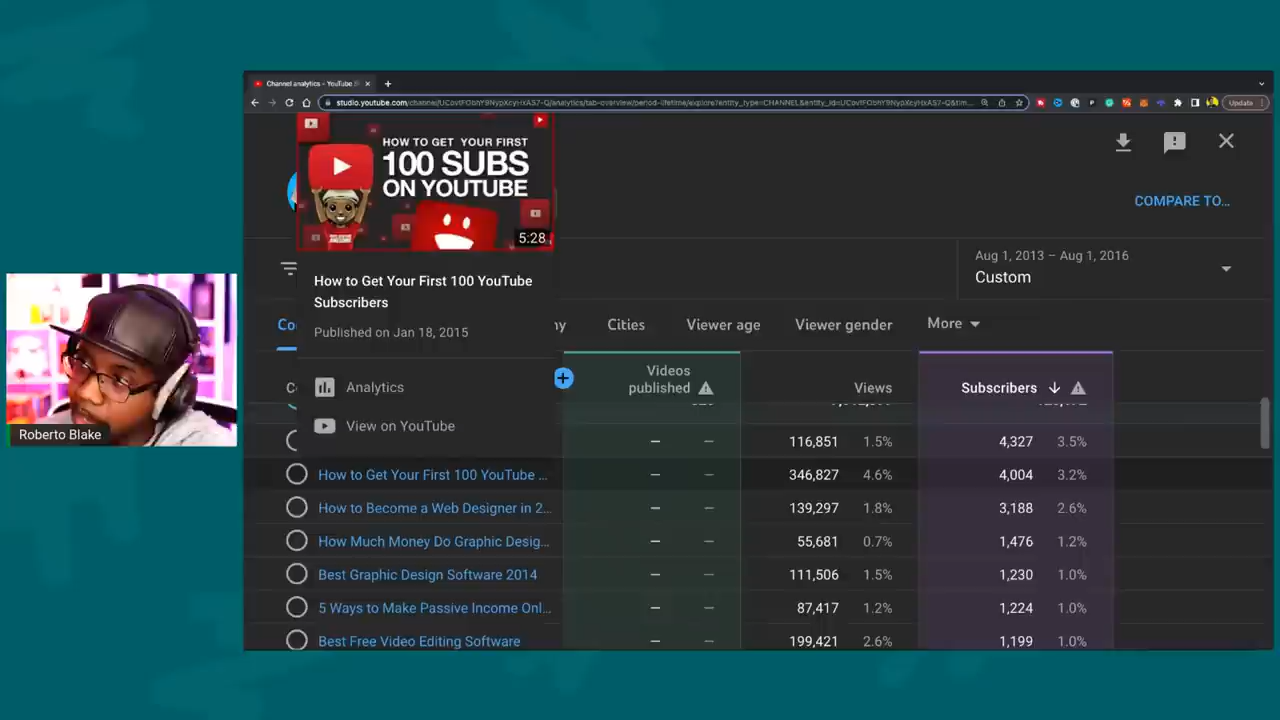 Channel analytics - YouTube
Update
HOW TO GET YOUR FIRST
100 SUBS
ON YOUTUBE
5:28
How to Get Your First 100 YouTube
Subscribers
Published on Jan 18, 2015
Analytics
View on YouTube
COMPARE TO...
Aug 1, 2013 – Aug 1, 2016
Custom
Cities Viewer age Viewer gender More
Videos
published
Views
Subscribers
116,851 1.5% 4,327 3.5%
How to Get Your First 100 YouTube ... — — 346,827 4.6% 4,004 3.2%
How to Become a Web Designer in 2... — — 139,297 1.8% 3,188 2.6%
How Much Money Do Graphic Desig... — — 55,681 0.7% 1,476 1.2%
Best Graphic Design Software 2014 — — 111,506 1.5% 1,230 1.0%
5 Ways to Make Passive Income Onl... — — 87,417 1.2% 1,224 1.0%
Best Free Video Editing Software — — 199,421 2.6% 1,199 1.0%
Roberto Blake